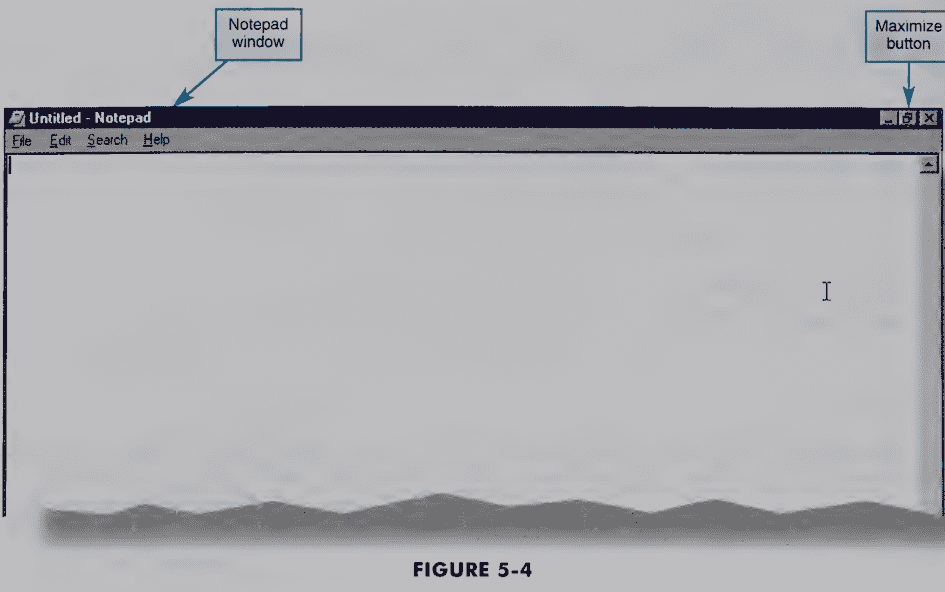 Notepad
window
Maximize
button
Untitled - Notepad
File Edit Search Help
FIGURE 5-4